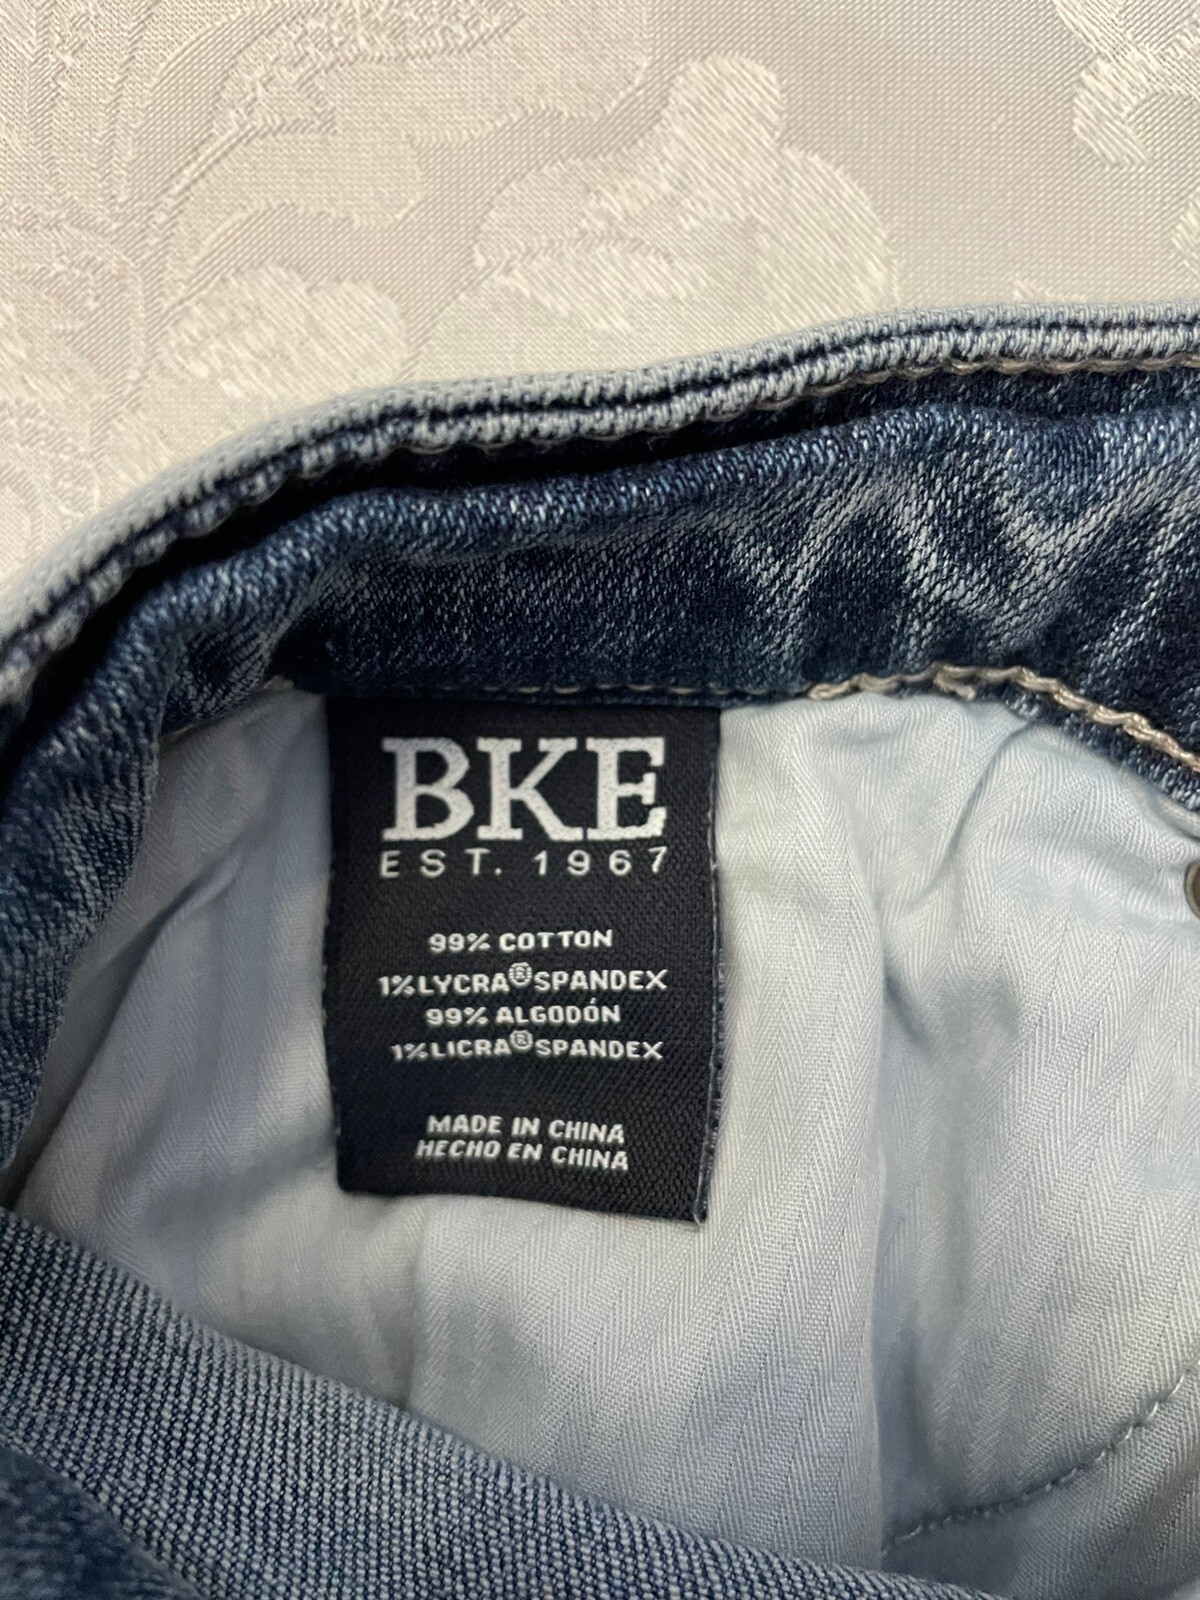 BKE
EST. 1967
99% COTTON
1% LYCRA® SPANDEX
99% ALGODÓN
1% LICRA® SPANDEX
MADE IN CHINA
HECHO EN CHINA